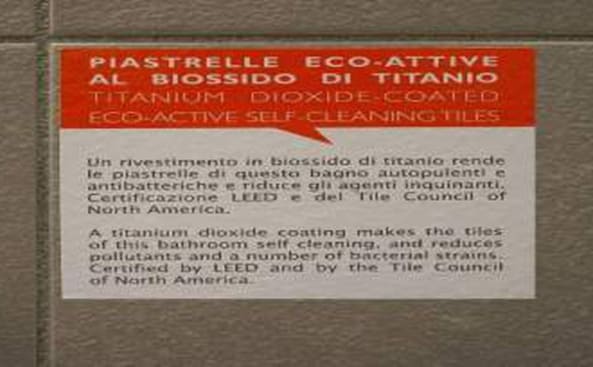 PIASTRELLE ECO-ATTIVE
AL BIOSSIDO DI TITANIO
TITANIUM DIOXIDE-COATED
ECO-ACTIVE SELF-CLEANING TILES
Un rivestimento in biossido di titanio rende
le piastrelle di questo bagno autopulenti e
antibatteriche e riduce gli agenti inquinanti.
Certificazione LEED e del Tile Council of
North America.
A titanium dioxide coating makes the tiles
of this bathroom self cleaning, and reduces
pollutants and a number of bacterial strains.
Certified by LEED and by the Tile Council
of North America.